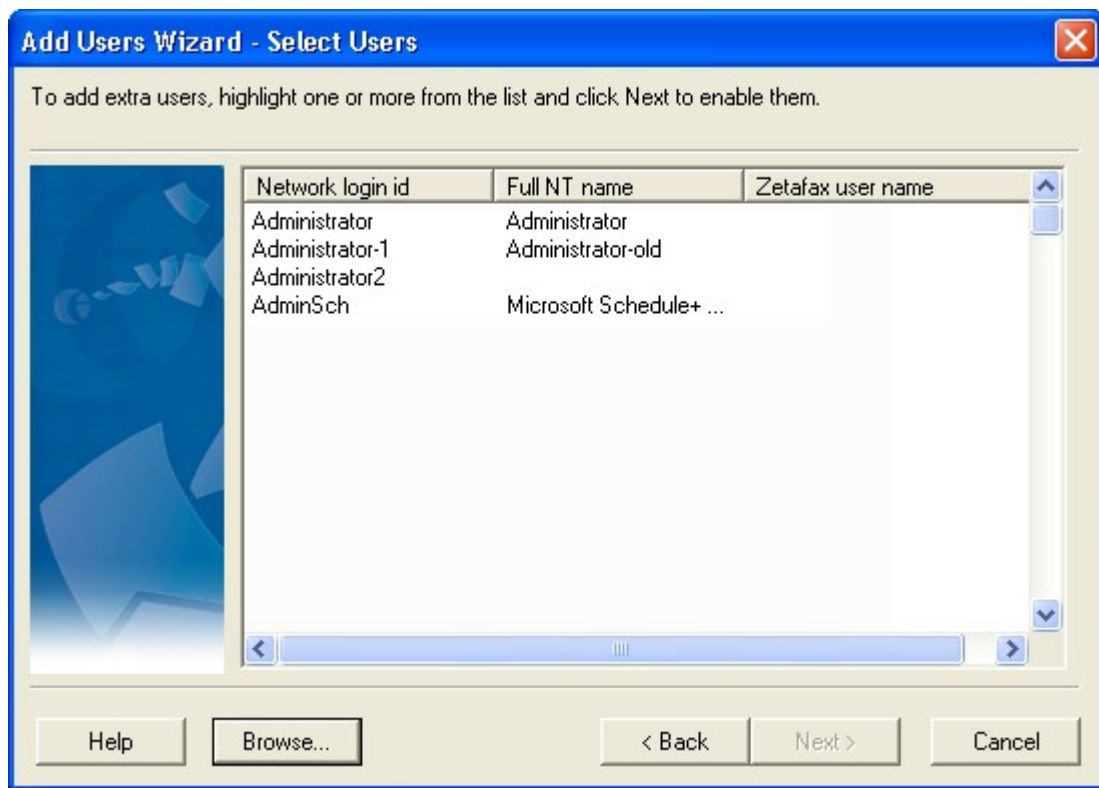 Add Users Wizard - Select Users
To add extra users, highlight one or more from the list and click Next to enable them.
Network login id Full NT name Zetafax user name
Administrator Administrator
Administrator-1 Administrator-old
Administrator2
AdminSch Microsoft Schedule+ ...
Help Browse... < Back Next > Cancel